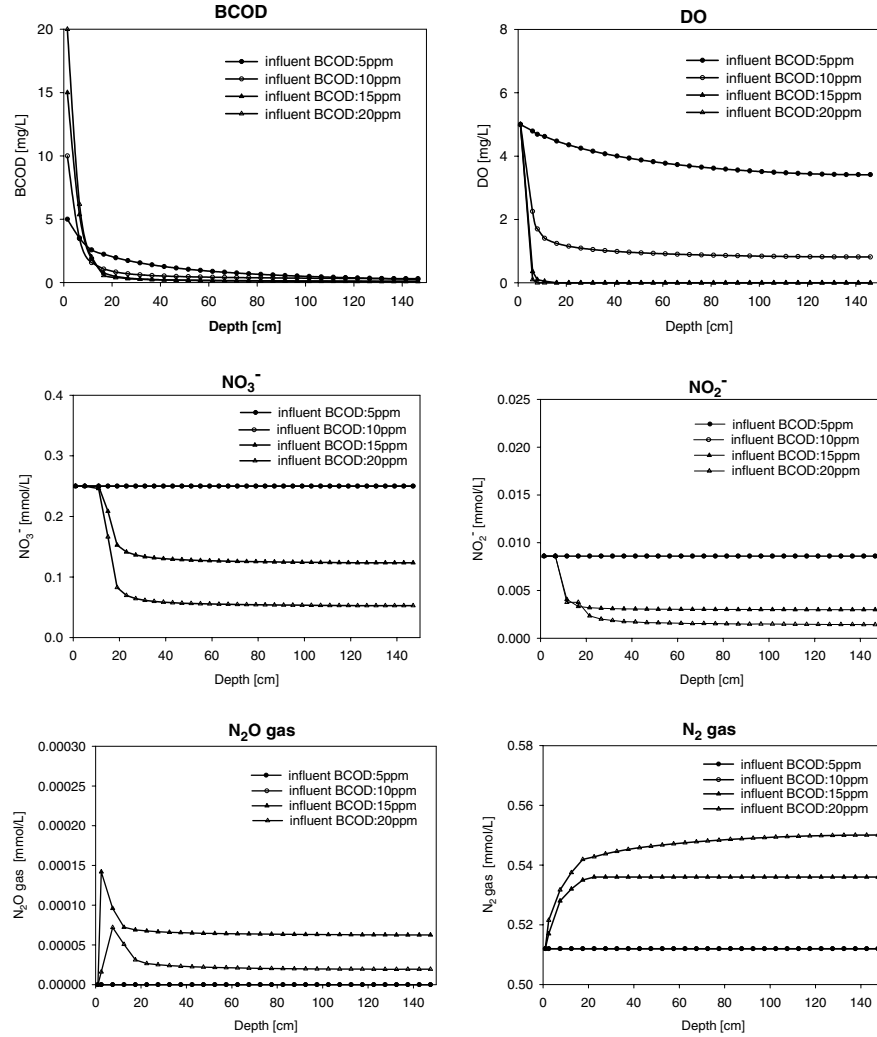 BCOD
BCOD [mg/L]
20
15
10
5
0
influent BCOD:5ppm
influent BCOD:10ppm
influent BCOD:15ppm
influent BCOD:20ppm
0 20 40 60 80 100 120 140
Depth [cm]
DO
DO [mg/L]
8
6
4
2
0
influent BCOD:5ppm
influent BCOD:10ppm
influent BCOD:15ppm
influent BCOD:20ppm
0 20 40 60 80 100 120 140
Depth [cm]
NO₃⁻
NO₃⁻ [mmol/L]
0.4
0.3
0.2
0.1
0.0
influent BCOD:5ppm
influent BCOD:10ppm
influent BCOD:15ppm
influent BCOD:20ppm
0 20 40 60 80 100 120 140
Depth [cm]
NO₂⁻
NO₂⁻ [mmol/L]
0.025
0.020
0.015
0.010
0.005
0.000
influent BCOD:5ppm
influent BCOD:10ppm
influent BCOD:15ppm
influent BCOD:20ppm
0 20 40 60 80 100 120 140
Depth [cm]
N₂O gas
N₂O gas [mmol/L]
0.00030
0.00025
0.00020
0.00015
0.00010
0.00005
0.00000
influent BCOD:5ppm
influent BCOD:10ppm
influent BCOD:15ppm
influent BCOD:20ppm
0 20 40 60 80 100 120 140
Depth [cm]
N₂ gas
N₂ gas [mmol/L]
0.58
0.56
0.54
0.52
0.50
influent BCOD:5ppm
influent BCOD:10ppm
influent BCOD:15ppm
influent BCOD:20ppm
0 20 40 60 80 100 120 140
Depth [cm]